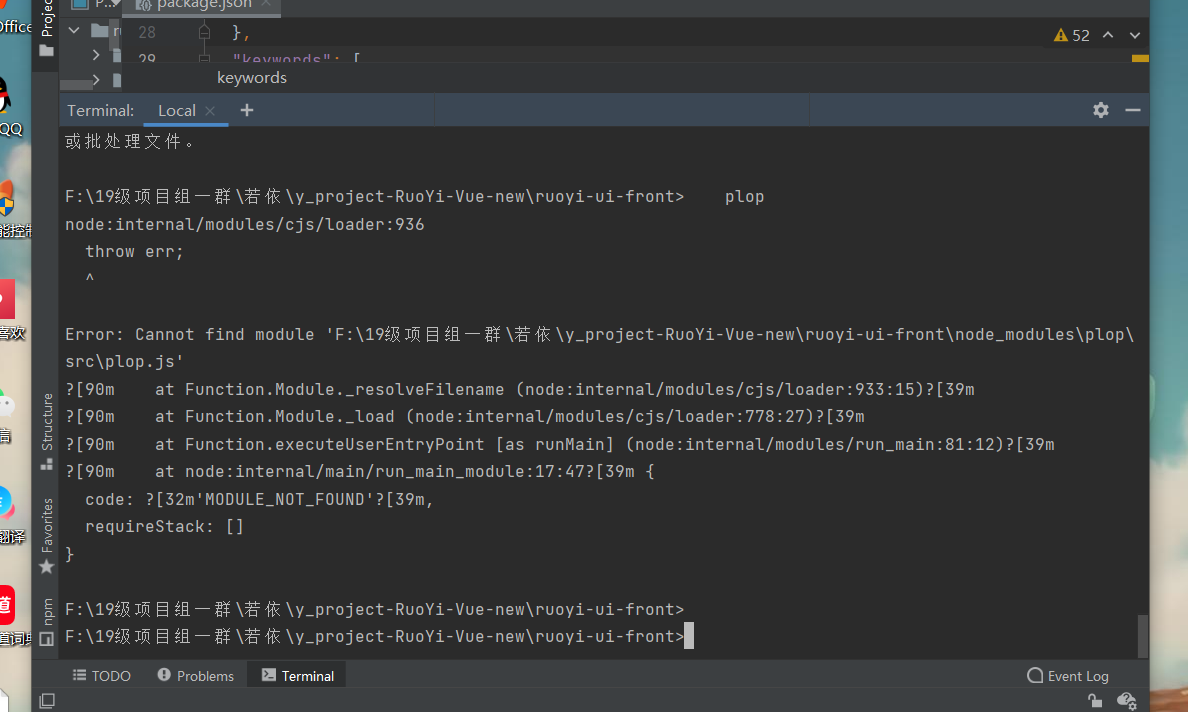 Office
QQ
能控制
喜欢
信
翻译
道
道词典
Project
P...
package.json
28
},
52
29
"keywords": [
keywords
Terminal:
Local
或批处理文件。
F:\19级项目组一群\若依\y_project-RuoYi-Vue-new\ruoyi-ui-front>    plop
node:internal/modules/cjs/loader:936
  throw err;
  ^
Error: Cannot find module 'F:\19级项目组一群\若依\y_project-RuoYi-Vue-new\ruoyi-ui-front\node_modules\plop\
src\plop.js'
?[90m    at Function.Module._resolveFilename (node:internal/modules/cjs/loader:933:15)?[39m
?[90m    at Function.Module._load (node:internal/modules/cjs/loader:778:27)?[39m
?[90m    at Function.executeUserEntryPoint [as runMain] (node:internal/modules/run_main:81:12)?[39m
?[90m    at node:internal/main/run_main_module:17:47?[39m {
  code: ?[32m'MODULE_NOT_FOUND'?[39m,
  requireStack: []
}
F:\19级项目组一群\若依\y_project-RuoYi-Vue-new\ruoyi-ui-front>
F:\19级项目组一群\若依\y_project-RuoYi-Vue-new\ruoyi-ui-front>
Structure
Favorites
npm
TODO
Problems
Terminal
Event Log